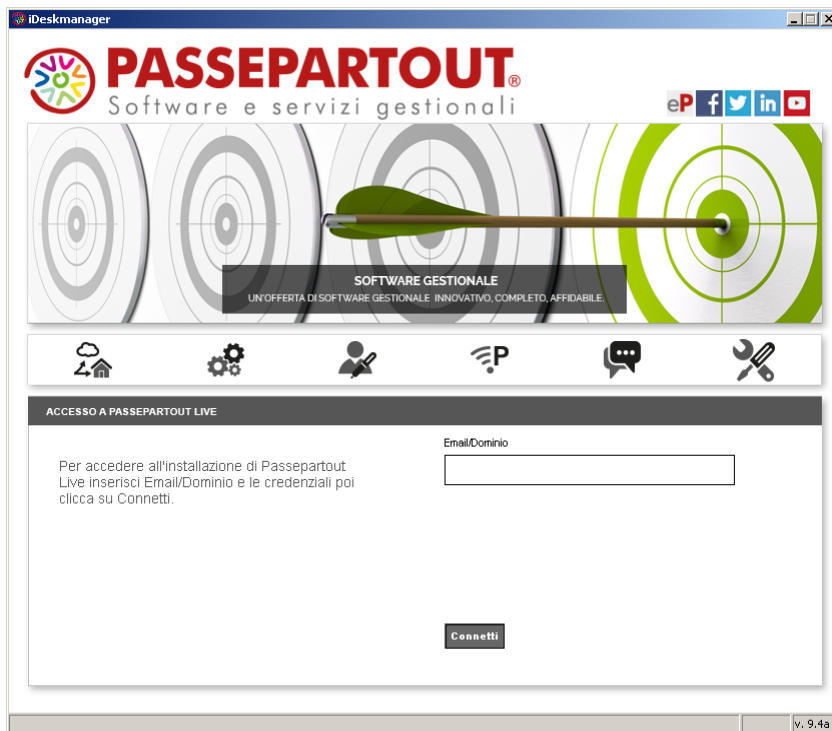 iDeskmanager
PASSEPARTOUT®
Software e servizi gestionali
eP f in
SOFTWARE GESTIONALE
UN'OFFERTA DI SOFTWARE GESTIONALE INNOVATIVO, COMPLETO, AFFIDABILE.
P
ACCESSO A PASSEPARTOUT LIVE
Email/Dominio
Per accedere all'installazione di Passepartout
Live inserisci Email/Dominio e le credenziali poi
clicca su Connetti.
Connetti
v. 9.4a